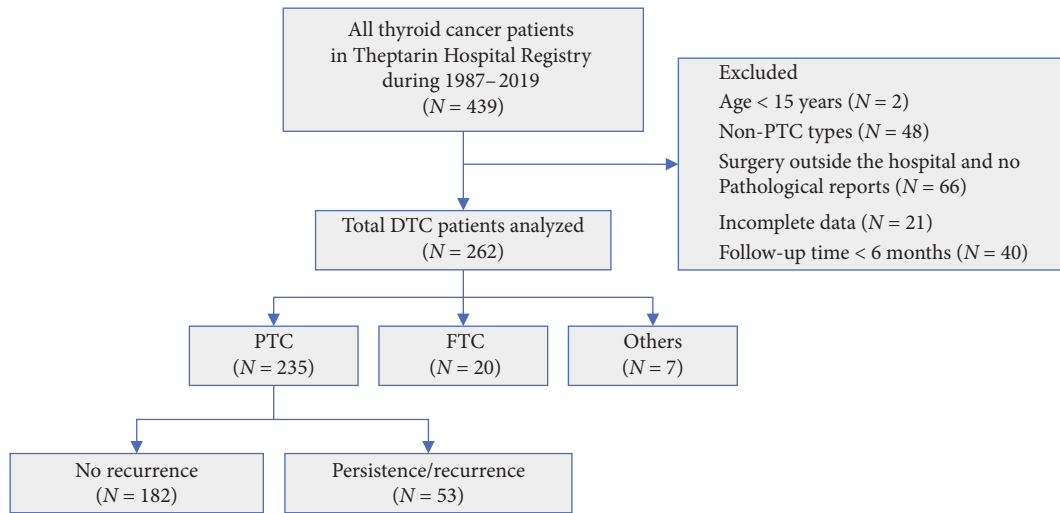 All thyroid cancer patients
in Theptarin Hospital Registry
during 1987–2019
(N = 439)
Excluded
Age < 15 years (N = 2)
Non-PTC types (N = 48)
Surgery outside the hospital and no
Pathological reports (N = 66)
Incomplete data (N = 21)
Follow-up time < 6 months (N = 40)
Total DTC patients analyzed
(N = 262)
PTC
(N = 235)
FTC
(N = 20)
Others
(N = 7)
No recurrence
(N = 182)
Persistence/recurrence
(N = 53)